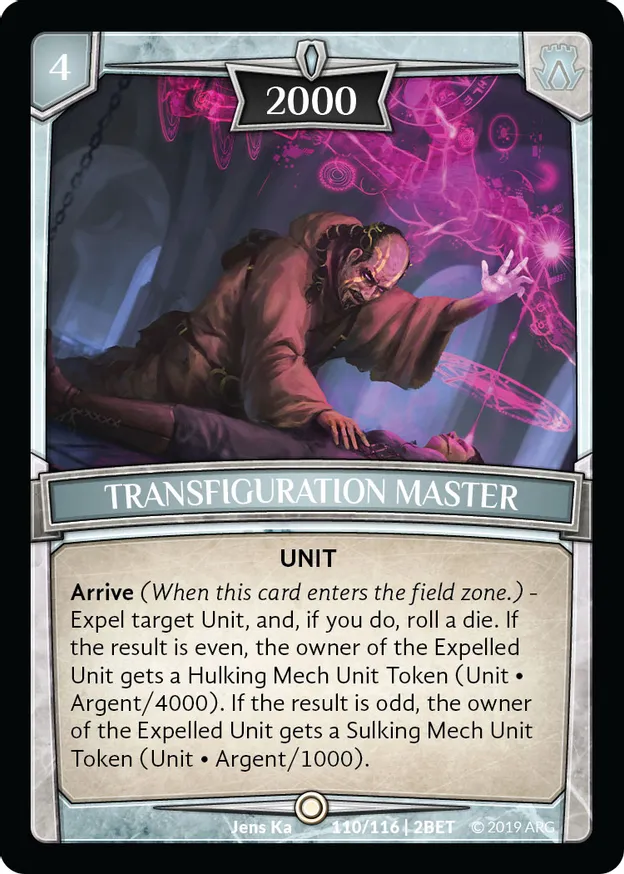 4
2000
TRANSFIGURATION MASTER
UNIT
Arrive (When this card enters the field zone.) -
Expel target Unit, and, if you do, roll a die. If
the result is even, the owner of the Expelled
Unit gets a Hulking Mech Unit Token (Unit •
Argent/4000). If the result is odd, the owner
of the Expelled Unit gets a Sulking Mech Unit
Token (Unit • Argent/1000).
Jens Ka 110/116 | 2BET © 2019 ARG